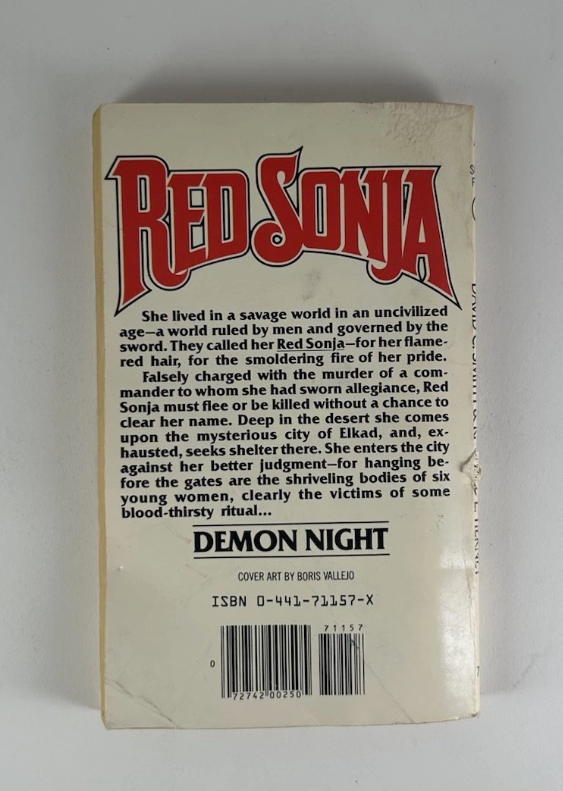 RED SONJA
She lived in a savage world in an uncivilized
age—a world ruled by men and governed by the
sword. They called her Red Sonja—for her flame-
red hair, for the smoldering fire of her pride.
Falsely charged with the murder of a com-
mander to whom she had sworn allegiance, Red
Sonja must flee or be killed without a chance to
clear her name. Deep in the desert she comes
upon the mysterious city of Elkad, and, ex-
hausted, seeks shelter there. She enters the city
against her better judgment—for hanging be-
fore the gates are the shriveling bodies of six
young women, clearly the victims of some
blood-thirsty ritual...
DEMON NIGHT
COVER ART BY BORIS VALLEJO
ISBN 0-441-71157-X
71157
0
72742 00250
DAVID C. SMITH &